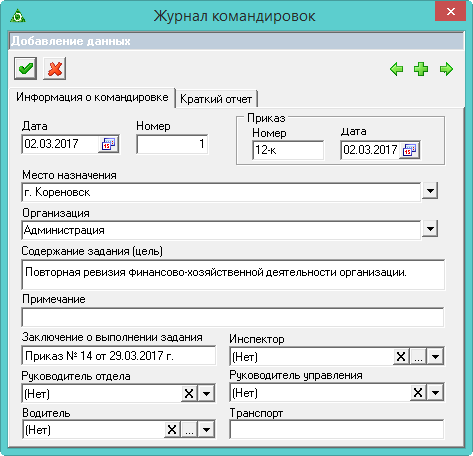 Журнал командировок
Добавление данных
Информация о командировке Краткий отчет
Дата Номер Приказ
Номер Дата
02.03.2017 1 12-к 02.03.2017
Место назначения
г. Кореновск
Организация
Администрация
Содержание задания (цель)
Повторная ревизия финансово-хозяйственной деятельности организации.
Примечание
Заключение о выполнении задания Инспектор
Приказ № 14 от 29.03.2017 г. (Нет) X ...
Руководитель отдела Руководитель управления
(Нет) X (Нет) X
Водитель Транспорт
(Нет) X ...